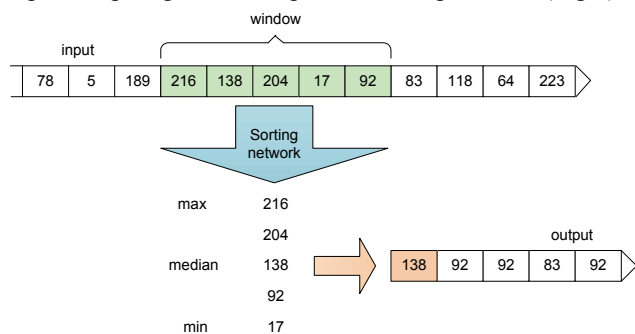 window
input
78 5 189 216 138 204 17 92 83 118 64 223
Sorting
network
max 216
204
output
median 138
138 92 92 83 92
92
min 17